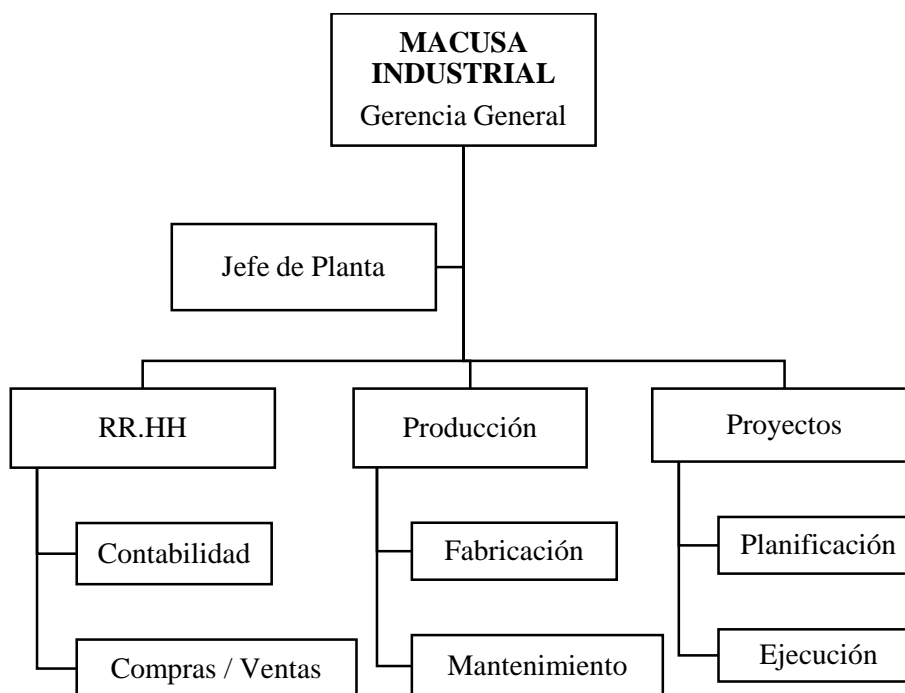 MACUSA
INDUSTRIAL
Gerencia General
Jefe de Planta
RR.HH
Producción
Proyectos
Contabilidad
Fabricación
Planificación
Compras / Ventas
Mantenimiento
Ejecución